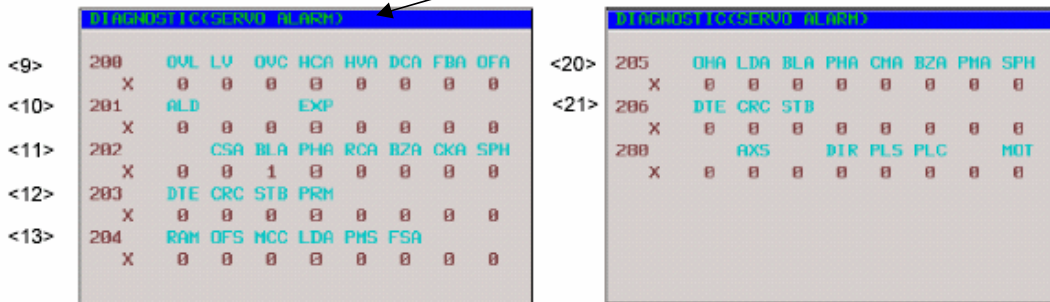 DIAGNOSTIC(SERVO ALARM)
<9> 200 OVL LV OVC HCA HVA DCA FBA OFA
X 0 0 0 0 0 0 0 0
<10> 201 ALD EXP
X 0 0 0 0 0 0 0 0
<11> 202 CSA BLA PHA RCA BZA CKA SPH
X 0 0 1 0 0 0 0 0
<12> 203 DTE CRC STB PRM
X 0 0 0 0 0 0 0 0
<13> 204 RAM OFS MCC LDA PMS FSA
X 0 0 0 0 0 0 0 0
DIAGNOSTIC(SERVO ALARM)
<20> 205 OHA LDA BLA PHA CMA BZA PMA SPH
X 0 0 0 0 0 0 0 0
<21> 206 DTE CRC STB
X 0 0 0 0 0 0 0 0
280 AXS DIR PLS PLC MOT
X 0 0 0 0 0 0 0 0